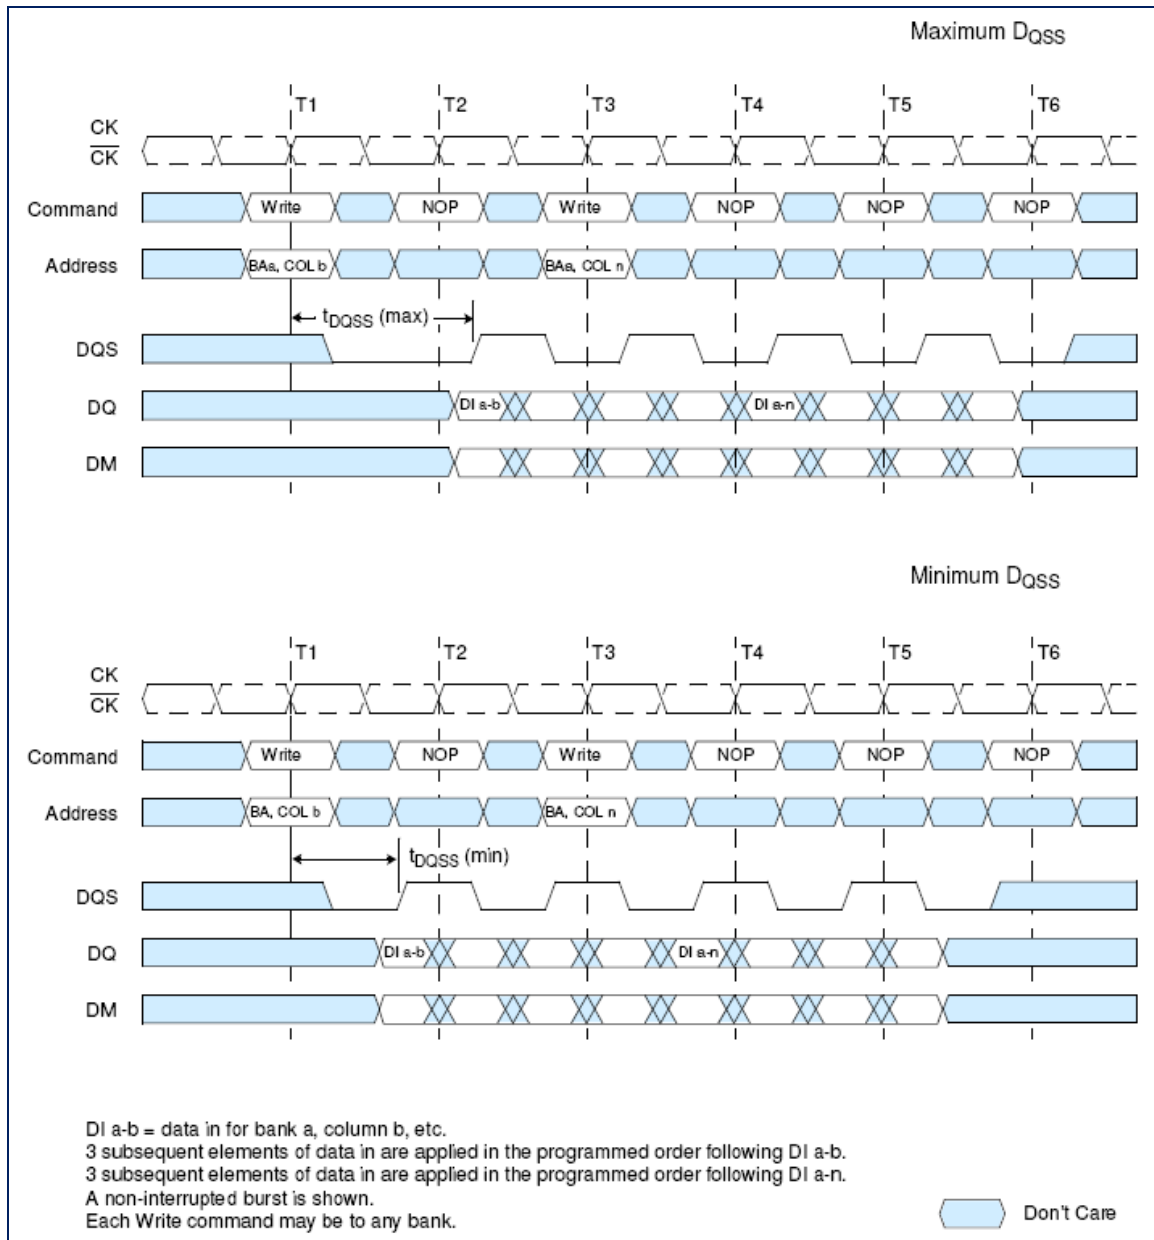 Maximum DQSS
T1 T2 T3 T4 T5 T6
CK
CK
Command Write NOP Write NOP NOP NOP
Address BAa, COL b BAa, COL n
tDQSS (max)
DQS
DQ DI a-b DI a-n
DM
Minimum DQSS
T1 T2 T3 T4 T5 T6
CK
CK
Command Write NOP Write NOP NOP NOP
Address BA, COL b BA, COL n
tDQSS (min)
DQS
DQ DI a-b DI a-n
DM
DI a-b = data in for bank a, column b, etc.
3 subsequent elements of data in are applied in the programmed order following DI a-b.
3 subsequent elements of data in are applied in the programmed order following DI a-n.
A non-interrupted burst is shown.
Each Write command may be to any bank.
Don't Care